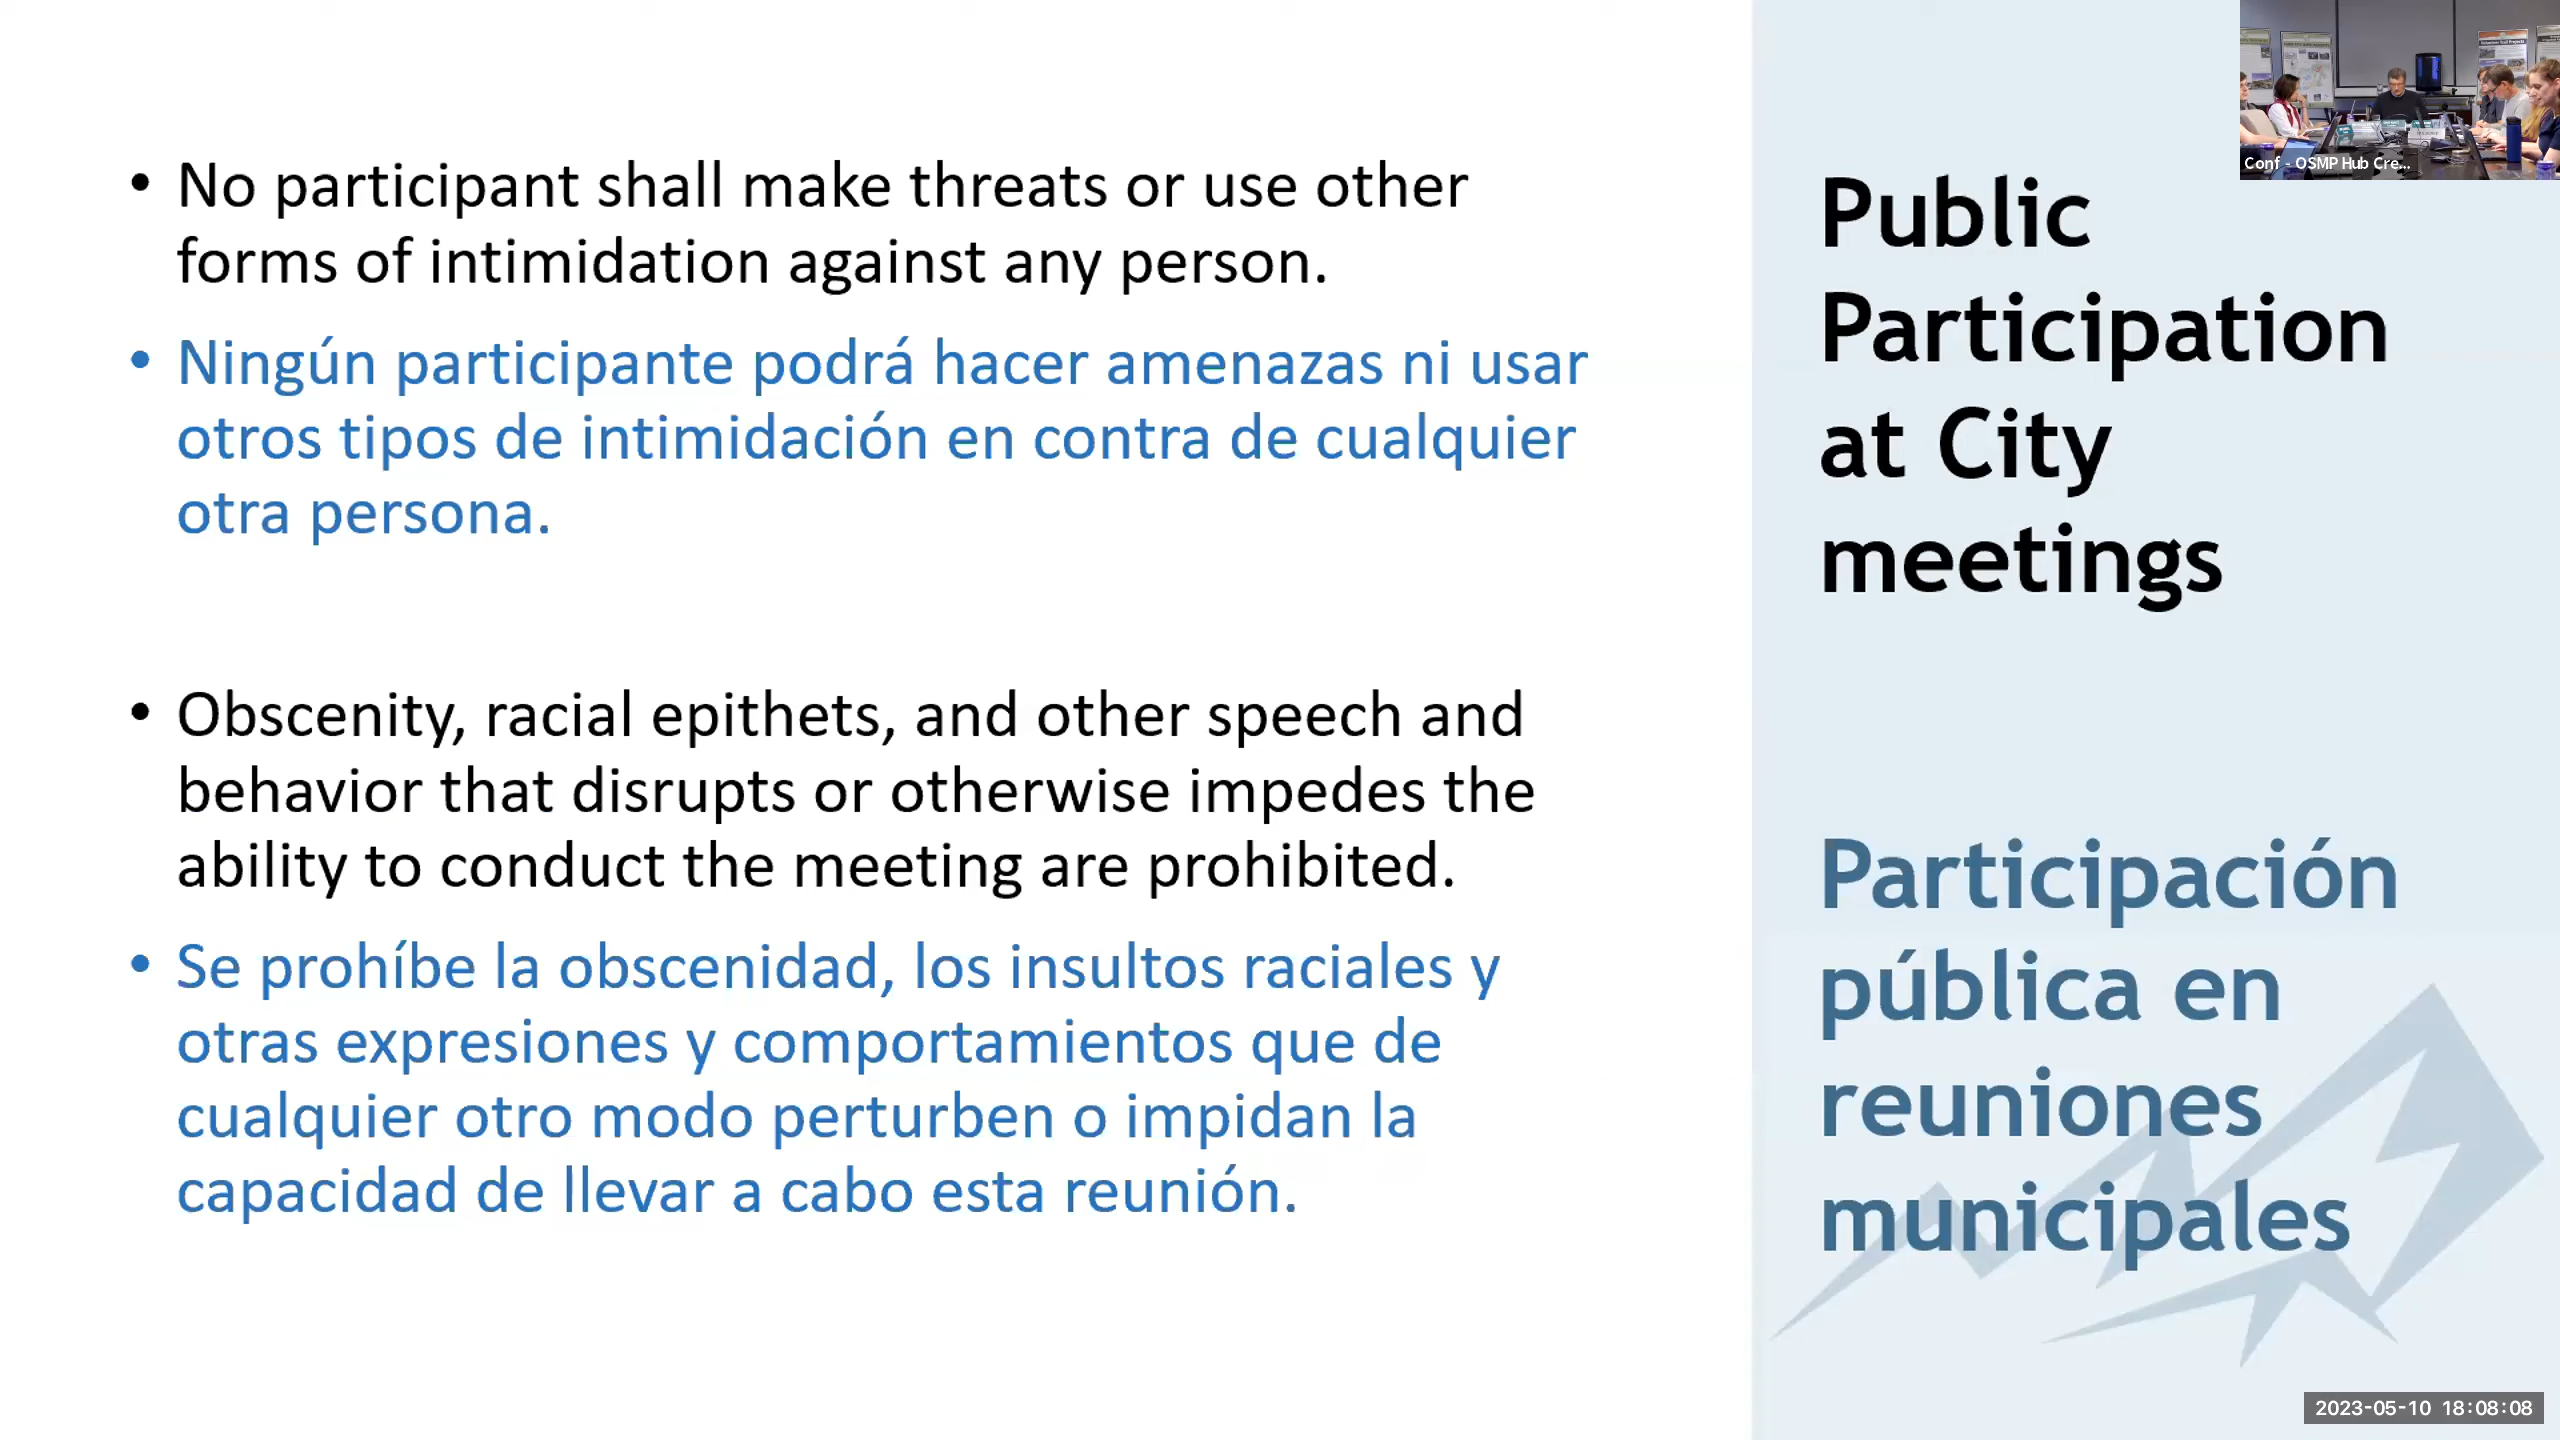 • No participant shall make threats or use other
forms of intimidation against any person.
• Ningún participante podrá hacer amenazas ni usar
otros tipos de intimidación en contra de cualquier
otra persona.
• Obscenity, racial epithets, and other speech and
behavior that disrupts or otherwise impedes the
ability to conduct the meeting are prohibited.
• Se prohíbe la obscenidad, los insultos raciales y
otras expresiones y comportamientos que de
cualquier otro modo perturben o impidan la
capacidad de llevar a cabo esta reunión.
Conf - OSMP Hub Cre...
Public
Participation
at City
meetings
Participación
pública en
reuniones
municipales
2023-05-10 18:08:08